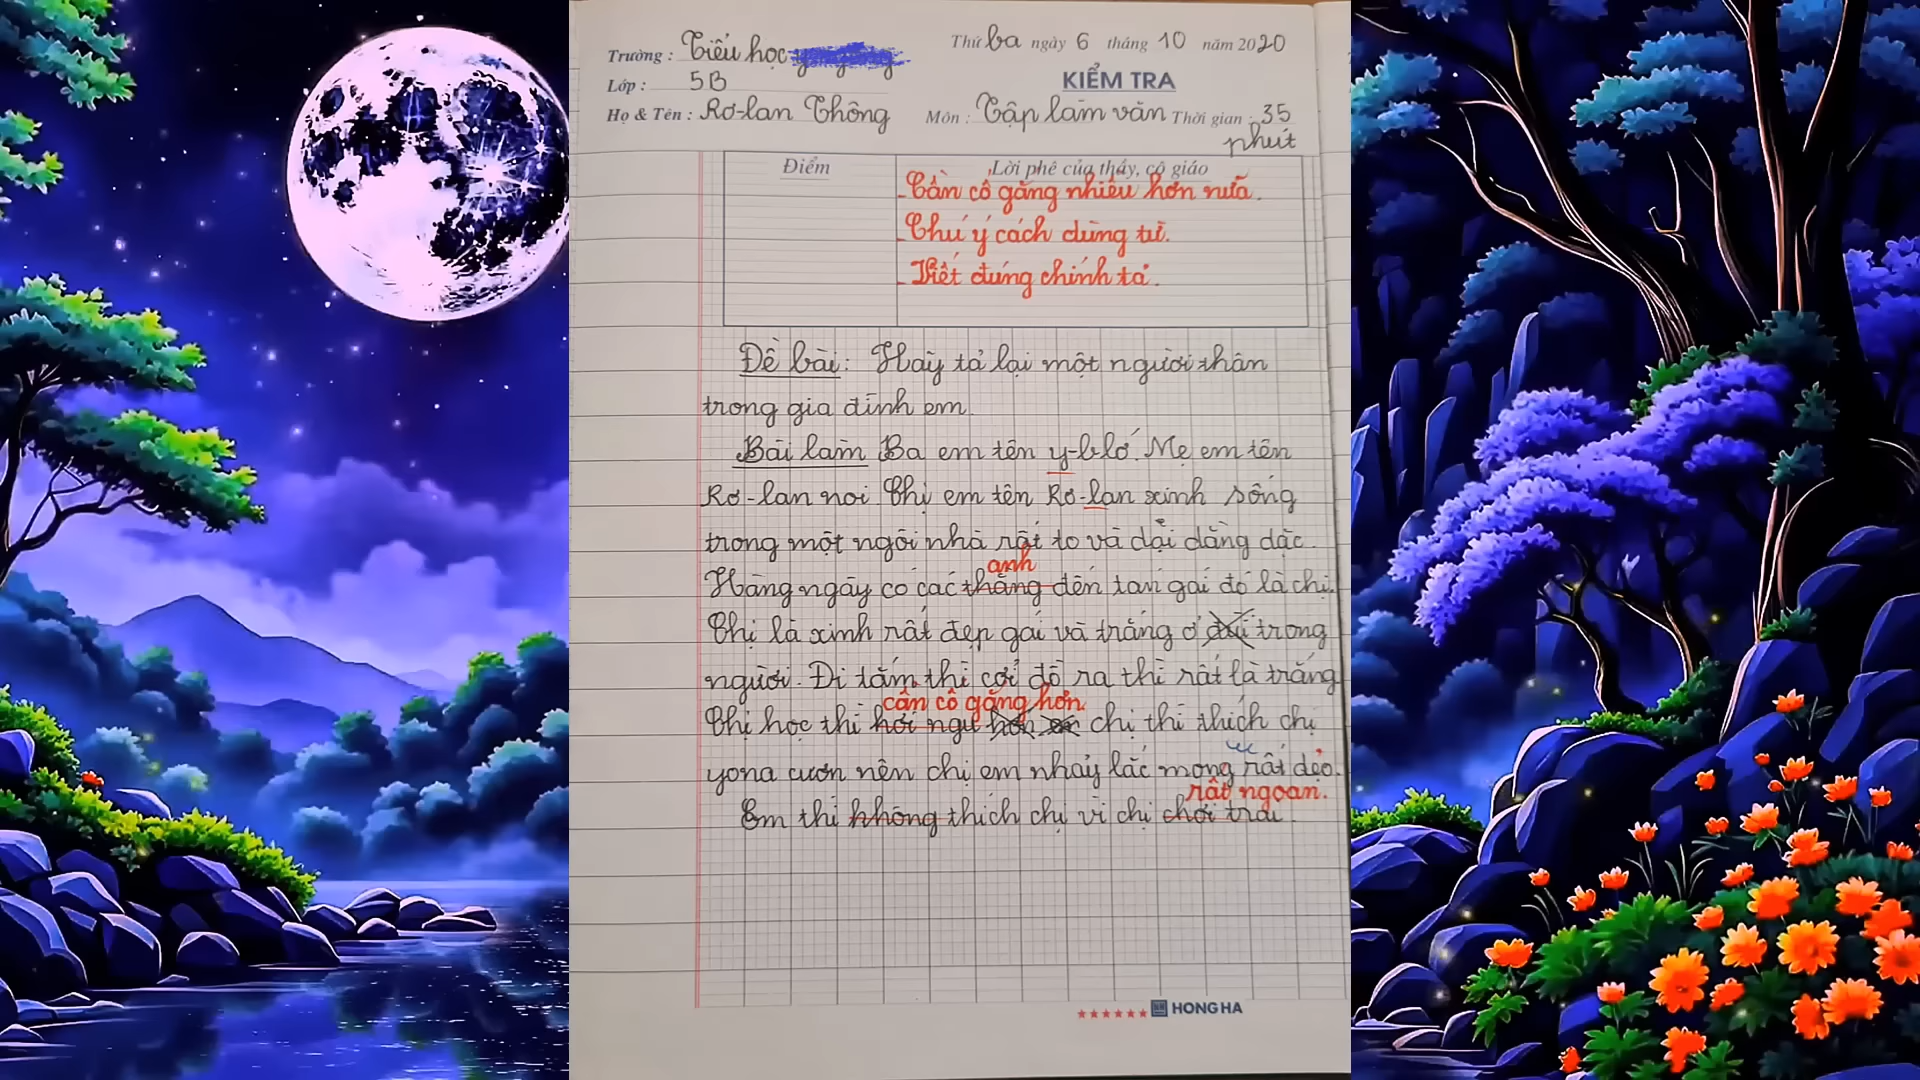 Trường : Tiểu học
Thứ ba ngày 6 tháng 10 năm 2020
Lớp : 5B
KIỂM TRA
Họ & Tên : Rơ-lan Thông
Môn : Tập làm văn Thời gian : 35
phút
Điểm
Lời phê của thầy, cô giáo
- Cần cố gắng nhiều hơn nữa.
- Chú ý cách dùng từ.
- Viết đúng chính tả.
Đề bài: Hãy tả lại một người thân
trong gia đình em.
Bài làm Ba em tên y-blố. Mẹ em tên
Rơ-lan noi Chị em tên Rơ-lan xinh sống
trong một ngôi nhà rất to và dài dằng dặc.
anh
Hàng ngày có các thằng đến tán gái đó là chị.
Chị là xinh rất đẹp gái và trắng ở trong
người. Đi tắm thì cởi đồ ra thì rất là trắng
cần cố gắng hơn.
Chị học thì hơi ngu hơn chị thì thích chị
yona cươn nên chị em nhảy lắc mông rất dẻo.
rất ngoan.
Em thì không thích chị vì chị chơi trai.
HONG HA